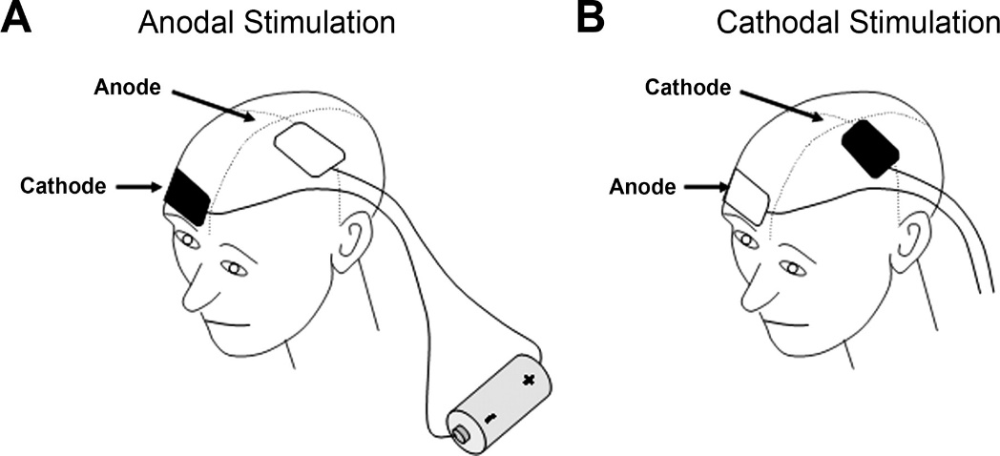 A Anodal Stimulation
Anode
Cathode
+
-
B Cathodal Stimulation
Cathode
Anode